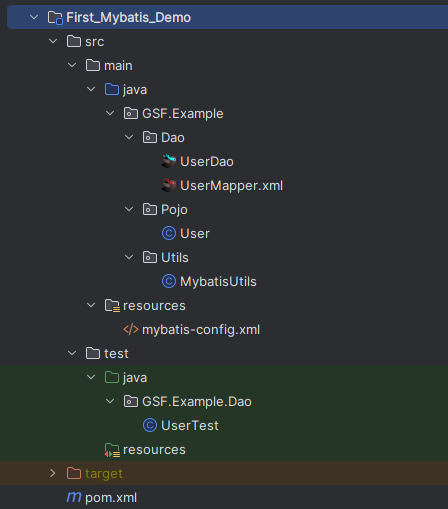 First_Mybatis_Demo
src
main
java
GSF.Example
Dao
UserDao
UserMapper.xml
Pojo
User
Utils
MybatisUtils
resources
mybatis-config.xml
test
java
GSF.Example.Dao
UserTest
resources
target
pom.xml